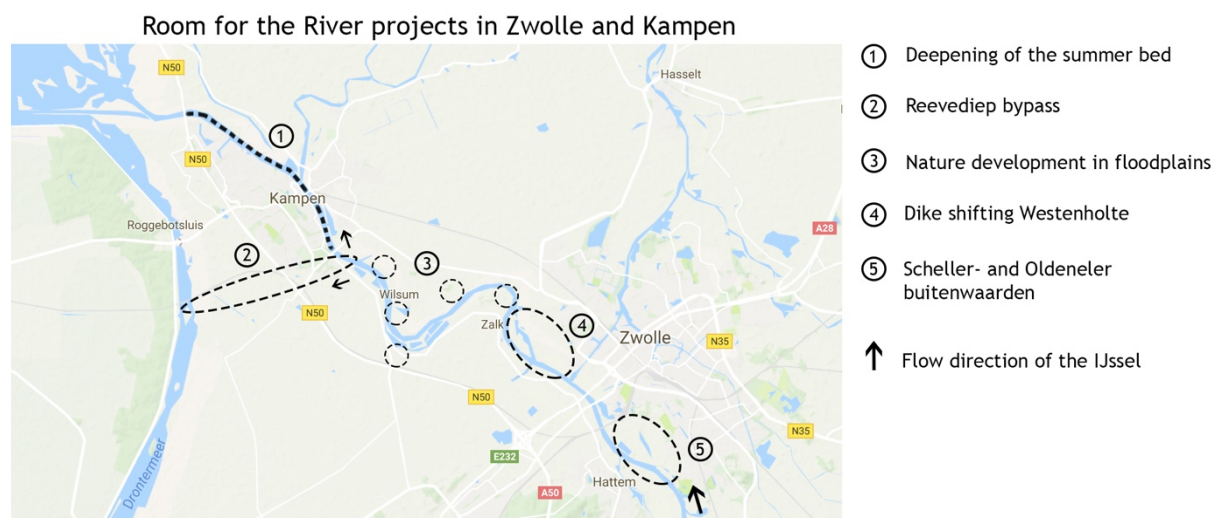 Room for the River projects in Zwolle and Kampen
N50
Hasselt
1
N50
Kampen
Roggebotsluis
A28
2
3
Wilsum
N50
Zalk
4
Zwolle
N35
N50
N35
E232
5
Hattem
A50
Drontermeer
1 Deepening of the summer bed
2 Reevediep bypass
3 Nature development in floodplains
4 Dike shifting Westenholte
5 Scheller- and Oldeneler
buitenwaarden
Flow direction of the IJssel